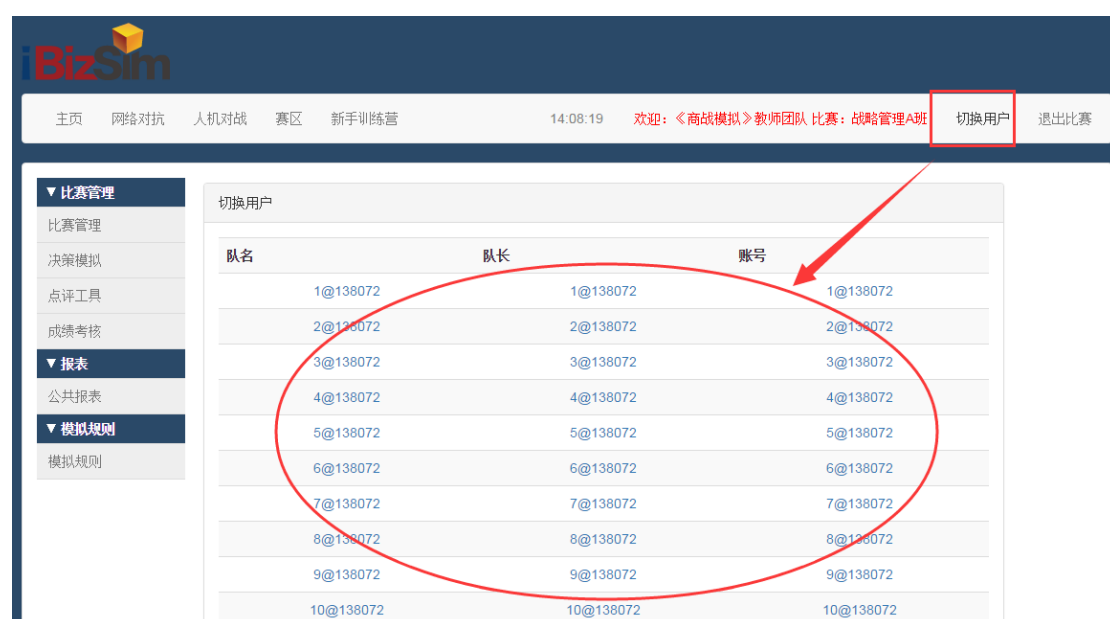 iBizSim
主页 网络对抗 人机对战 赛区 新手训练营 14:08:19 欢迎：《商战模拟》教师团队 比赛：战略管理A班 切换用户 退出比赛
▼比赛管理
比赛管理
决策模拟
点评工具
成绩考核
▼报表
公共报表
▼模拟规则
模拟规则
切换用户
队名 队长 账号
1@138072 1@138072 1@138072
2@138072 2@138072 2@138072
3@138072 3@138072 3@138072
4@138072 4@138072 4@138072
5@138072 5@138072 5@138072
6@138072 6@138072 6@138072
7@138072 7@138072 7@138072
8@138072 8@138072 8@138072
9@138072 9@138072 9@138072
10@138072 10@138072 10@138072